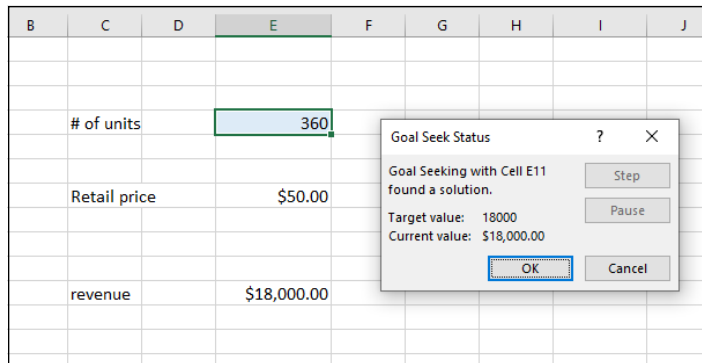 B C D E F G H I J
# of units 360
Goal Seek Status ? ×
Goal Seeking with Cell E11 Step
found a solution.
Retail price $50.00
Target value: 18000 Pause
Current value: $18,000.00
OK Cancel
revenue $18,000.00